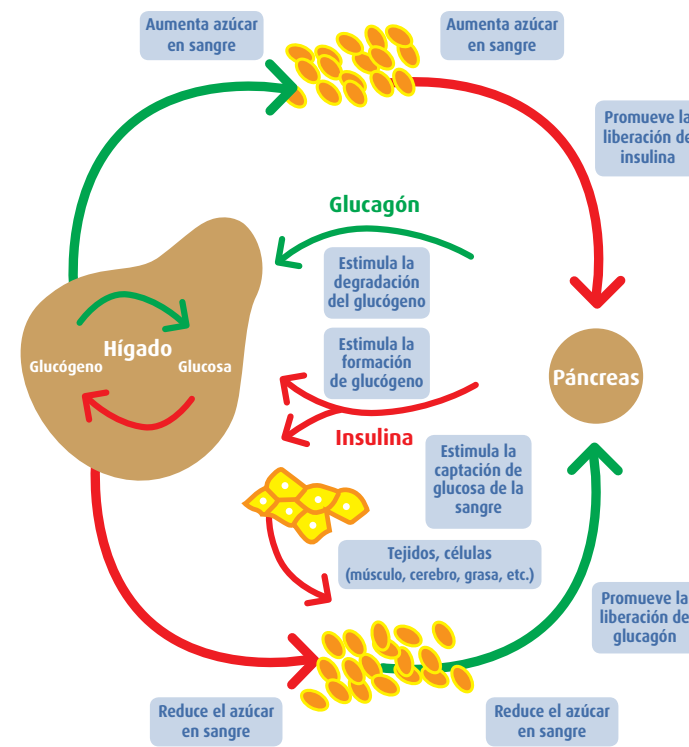 Aumenta azúcar
en sangre
Aumenta azúcar
en sangre
Promueve la
liberación de
insulina
Glucagón
Estimula la
degradación
del glucógeno
Estimula la
formación
de glucógeno
Hígado
Glucógeno
Glucosa
Páncreas
Insulina
Estimula la
captación de
glucosa de la
sangre
Tejidos, células
(músculo, cerebro, grasa, etc.)
Promueve la
liberación de
glucagón
Reduce el azúcar
en sangre
Reduce el azúcar
en sangre